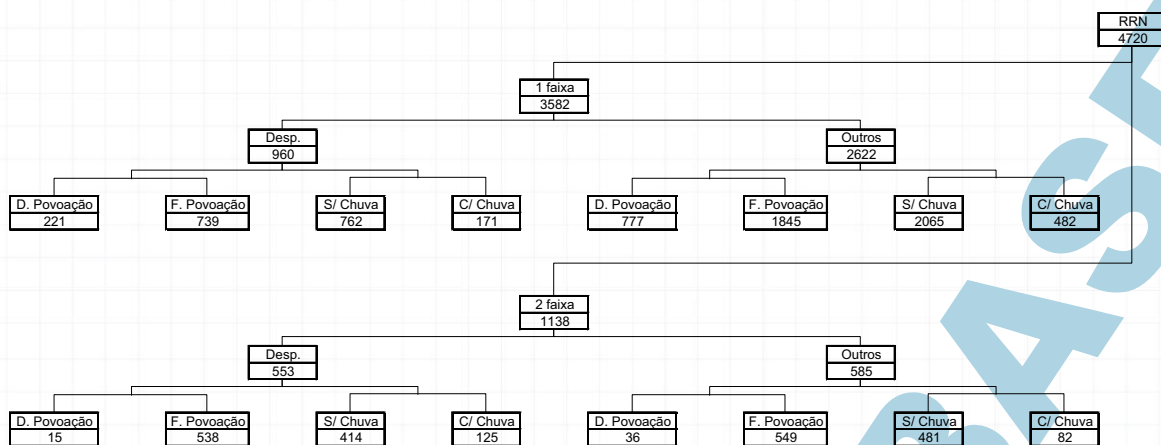 RRN
4720
1 faixa
3582
Desp.
960
Outros
2622
D. Povoação
221
F. Povoação
739
S/ Chuva
762
C/ Chuva
171
D. Povoação
777
F. Povoação
1845
S/ Chuva
2065
C/ Chuva
482
2 faixa
1138
Desp.
553
Outros
585
D. Povoação
15
F. Povoação
538
S/ Chuva
414
C/ Chuva
125
D. Povoação
36
F. Povoação
549
S/ Chuva
481
C/ Chuva
82